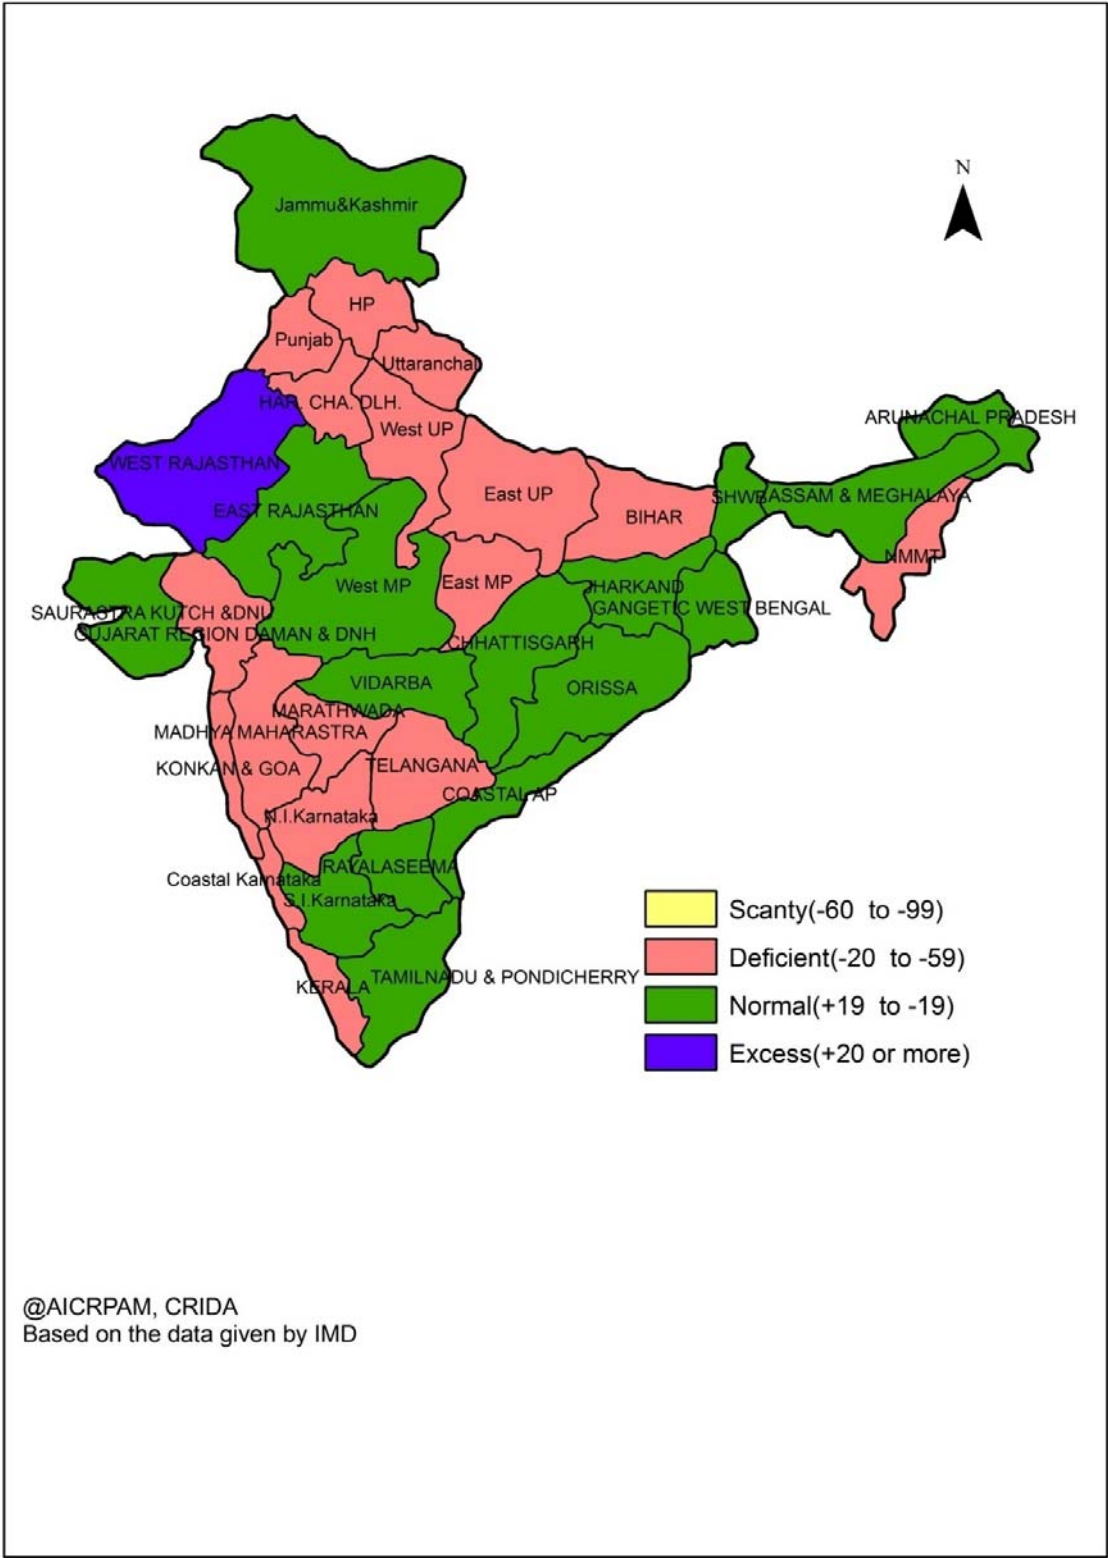 N
Jammu&Kashmir
HP
Punjab
Uttaranchal
HAR. CHA. DLH.
West UP
ARUNACHAL PRADESH
WEST RAJASTHAN
East UP
SHWB
ASSAM & MEGHALAYA
EAST RAJASTHAN
BIHAR
NMMT
West MP
East MP
JHARKAND
SAURASTRA KUTCH &DNU
GANGETIC WEST BENGAL
GUJARAT REGION DAMAN & DNH
CHHATTISGARH
VIDARBA
ORISSA
MARATHWADA
MADHYA MAHARASTRA
KONKAN & GOA
TELANGANA
COASTAL AP
N.I.Karnataka
RAYALASEEMA
Coastal Karnataka
S.I.Karnataka
TAMILNADU & PONDICHERRY
KERALA
Scanty(-60 to -99)
Deficient(-20 to -59)
Normal(+19 to -19)
Excess(+20 or more)
@AICRPAM, CRIDA
Based on the data given by IMD